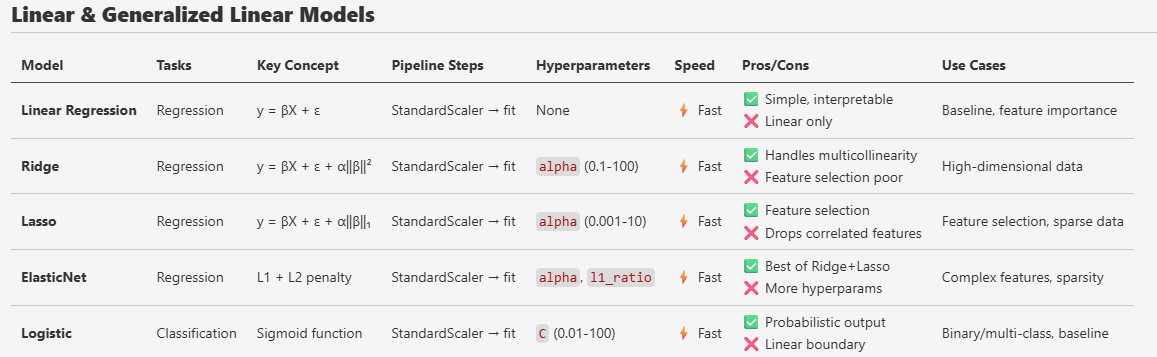 Linear & Generalized Linear Models
Model Tasks Key Concept Pipeline Steps Hyperparameters Speed Pros/Cons Use Cases
Linear Regression Regression y = βX + ε StandardScaler → fit None ⚡ Fast ✅ Simple, interpretable ❌ Linear only Baseline, feature importance
Ridge Regression y = βX + ε + α||β||² StandardScaler → fit alpha (0.1-100) ⚡ Fast ✅ Handles multicollinearity ❌ Feature selection poor High-dimensional data
Lasso Regression y = βX + ε + α||β||₁ StandardScaler → fit alpha (0.001-10) ⚡ Fast ✅ Feature selection ❌ Drops correlated features Feature selection, sparse data
ElasticNet Regression L1 + L2 penalty StandardScaler → fit alpha, l1_ratio ⚡ Fast ✅ Best of Ridge+Lasso ❌ More hyperparams Complex features, sparsity
Logistic Classification Sigmoid function StandardScaler → fit C (0.01-100) ⚡ Fast ✅ Probabilistic output ❌ Linear boundary Binary/multi-class, baseline